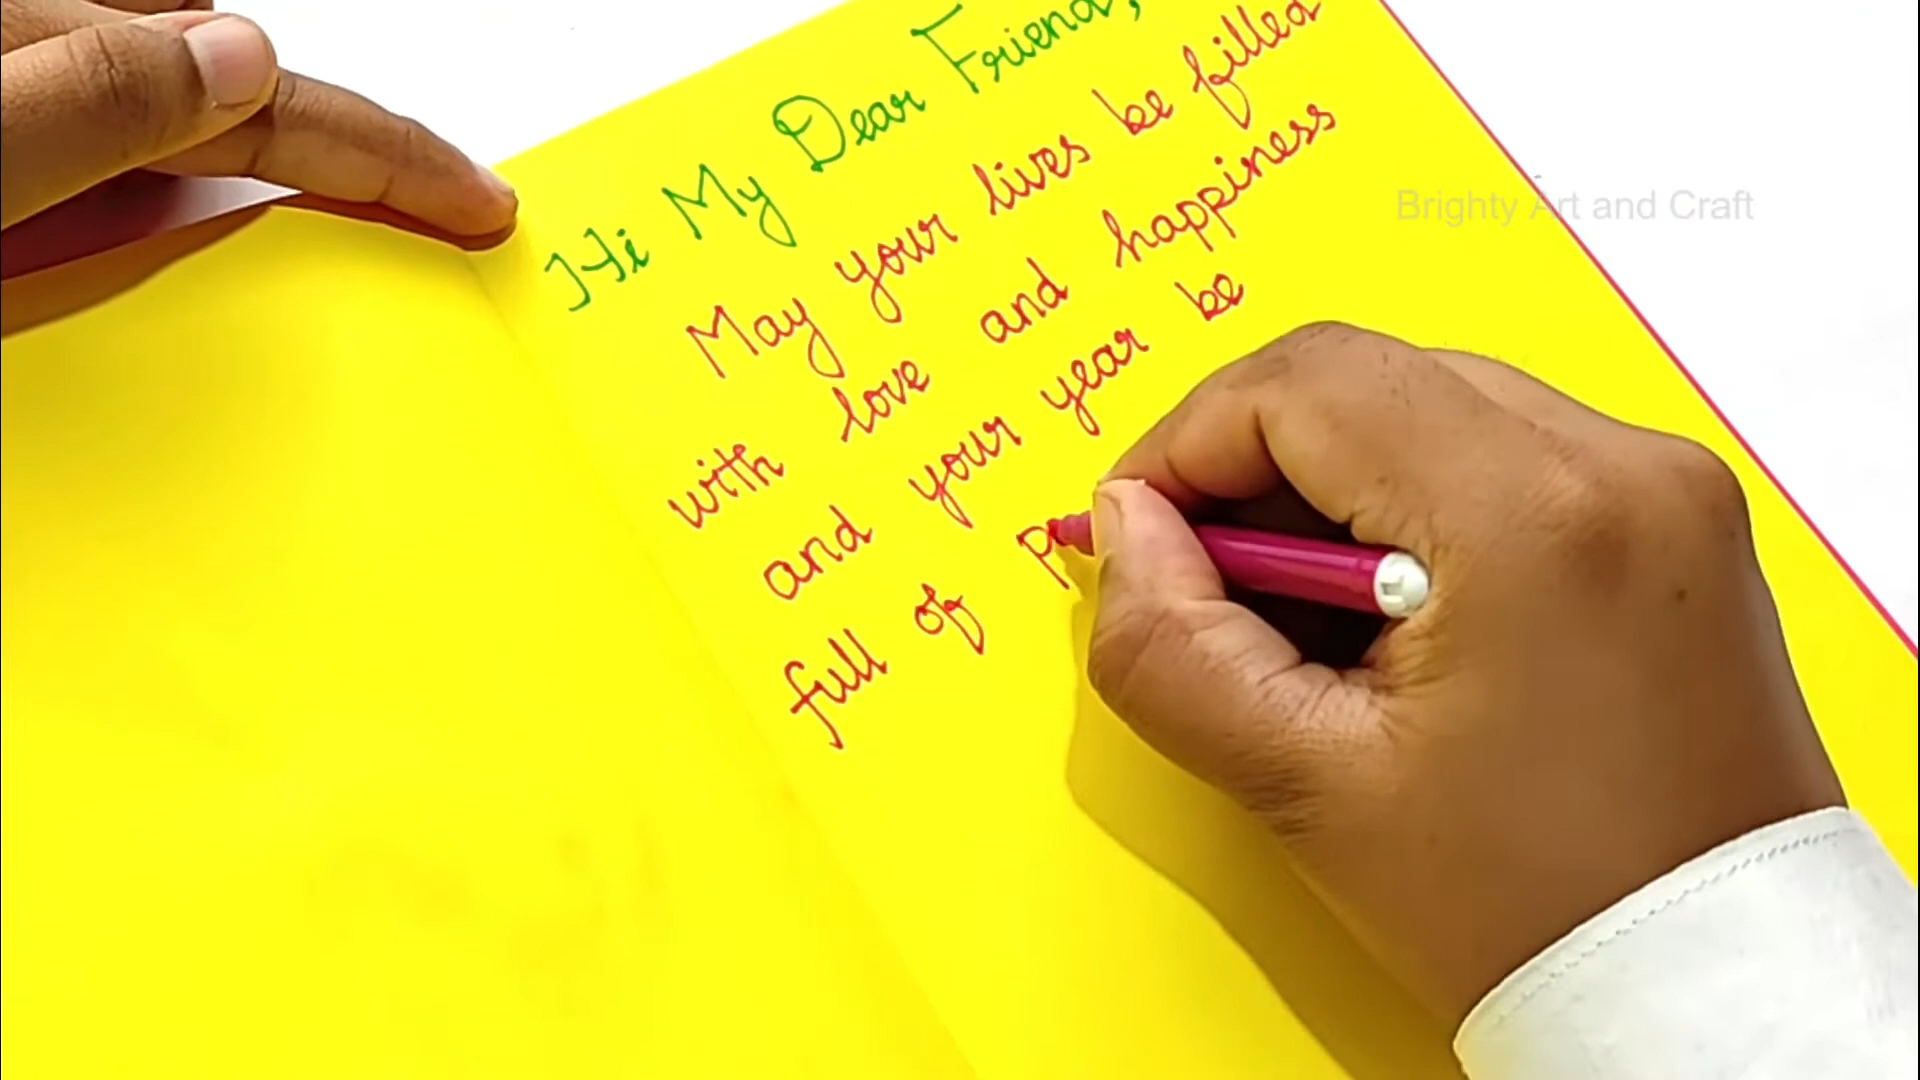 Hi My Dear Friend,
May your lives be filled
with love and happiness
and your year be
full of
Brighty Art and Craft